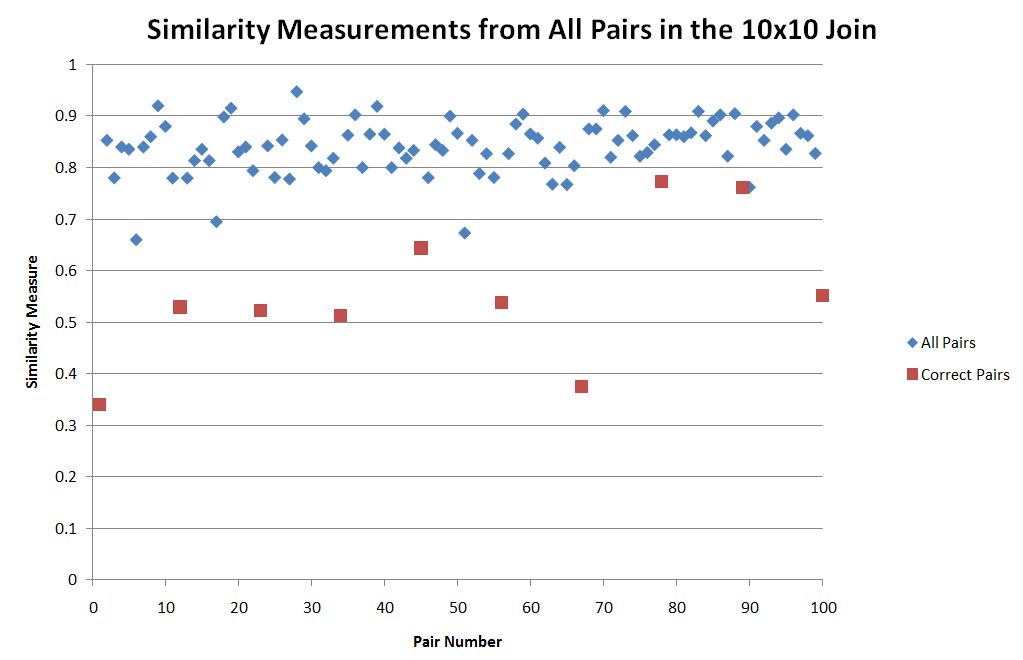 Similarity Measurements from All Pairs in the 10x10 Join
1
0.9
0.8
0.7
0.6
0.5
0.4
0.3
0.2
0.1
0
Similarity Measure
0 10 20 30 40 50 60 70 80 90 100
Pair Number
All Pairs
Correct Pairs